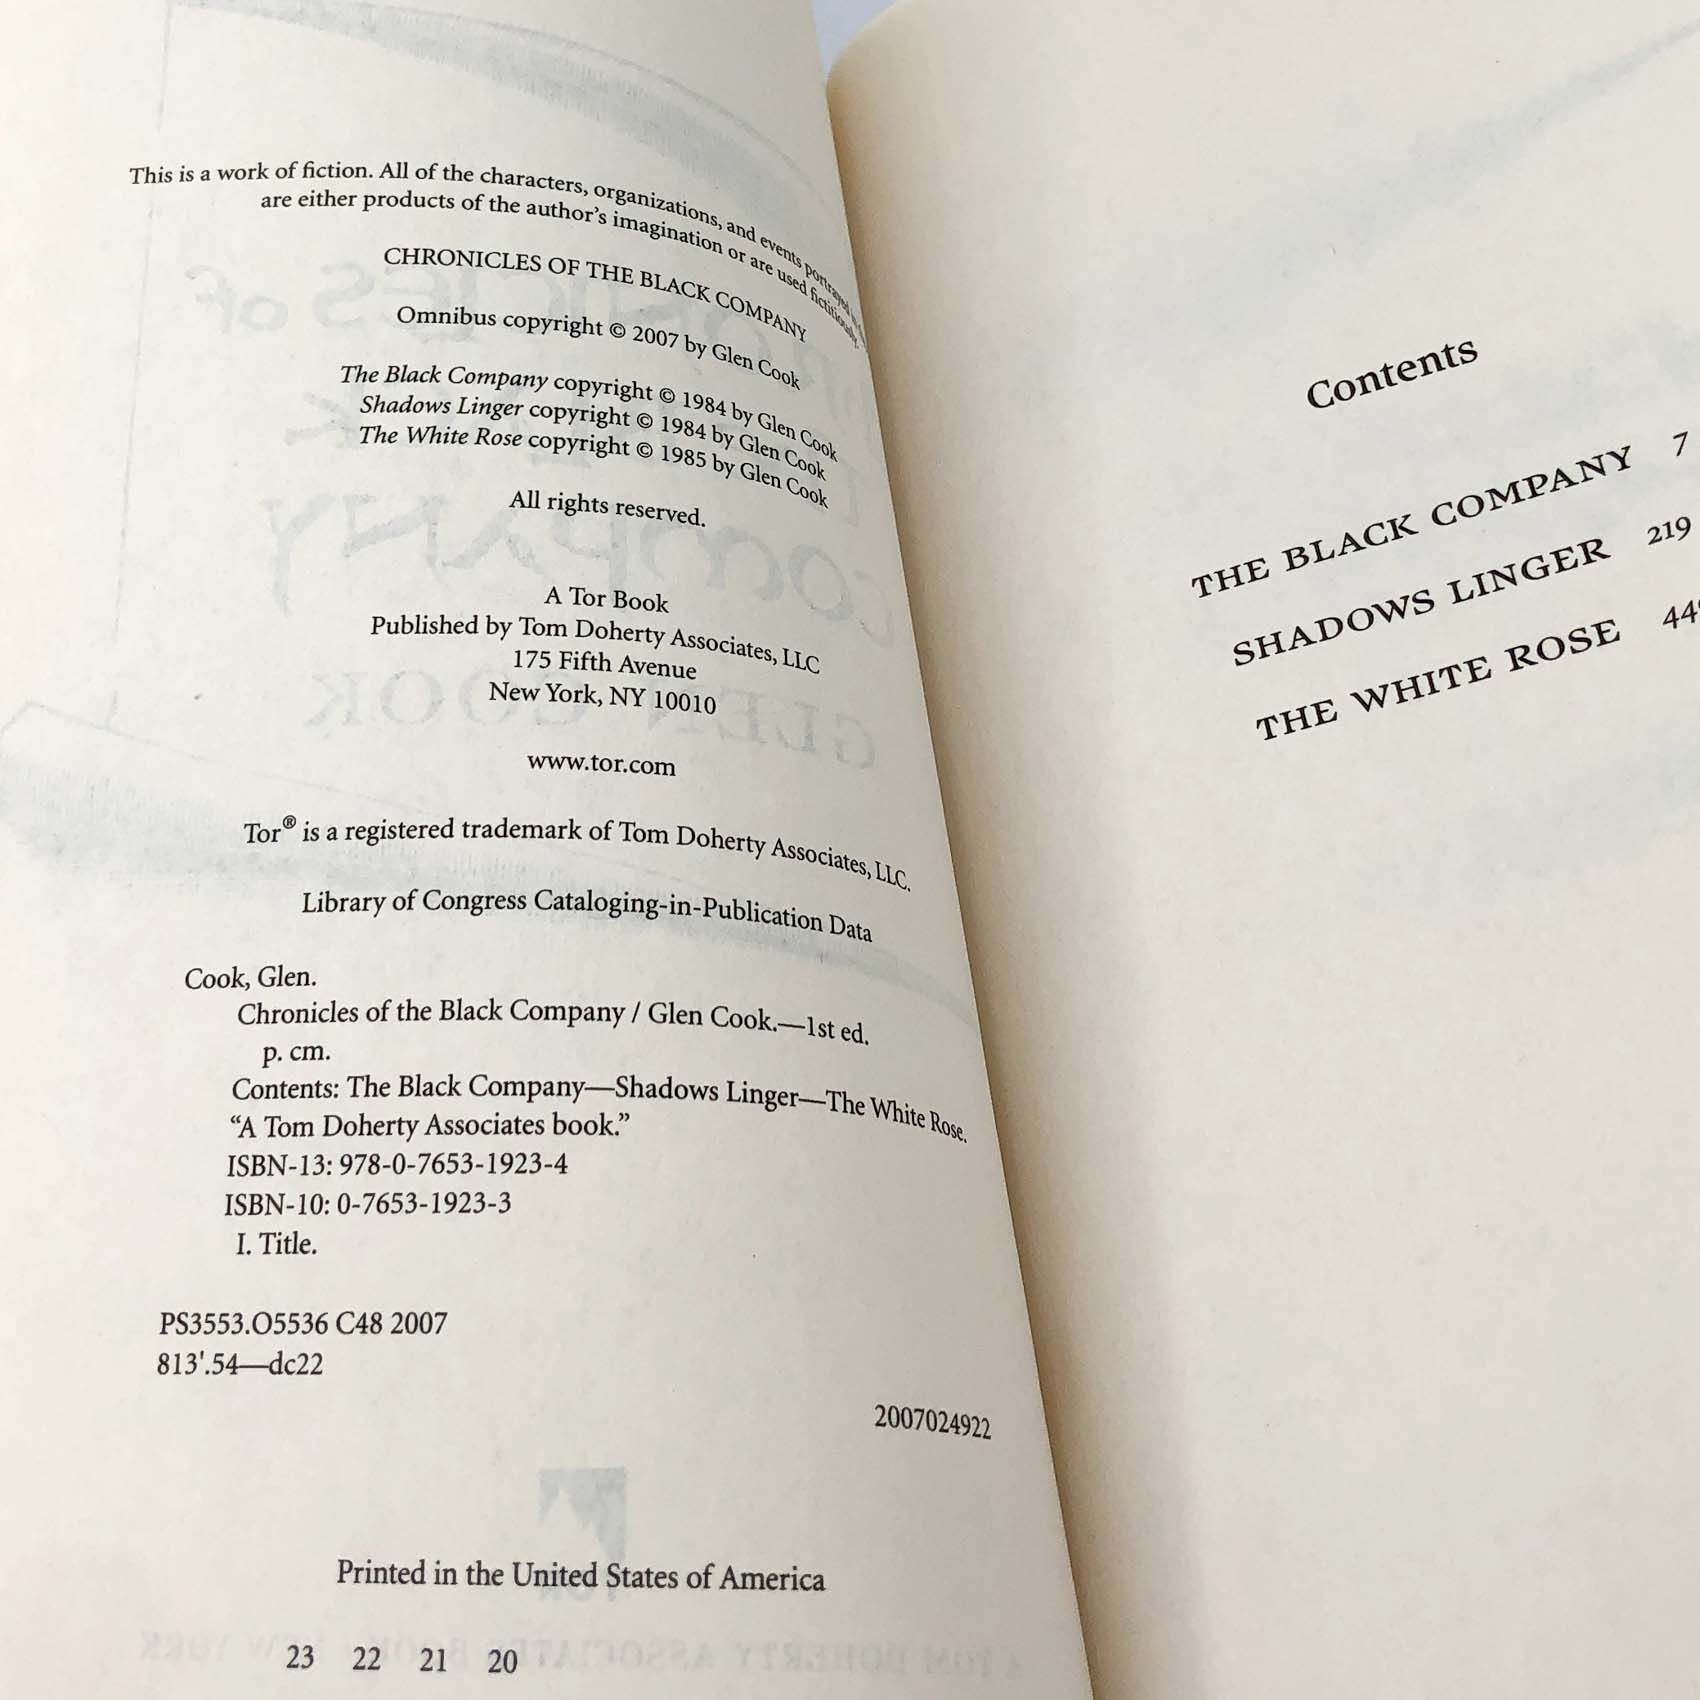 This is a work of fiction. All of the characters, organizations, and events portrayed
are either products of the author's imagination or are used fictitiously.
CHRONICLES OF THE BLACK COMPANY
Omnibus copyright © 2007 by Glen Cook
The Black Company copyright © 1984 by Glen Cook
Shadows Linger copyright © 1984 by Glen Cook
The White Rose copyright © 1985 by Glen Cook
All rights reserved.
A Tor Book
Published by Tom Doherty Associates, LLC
175 Fifth Avenue
New York, NY 10010
www.tor.com
Tor® is a registered trademark of Tom Doherty Associates, LLC.
Library of Congress Cataloging-in-Publication Data
Cook, Glen.
Chronicles of the Black Company / Glen Cook.—1st ed.
p. cm.
Contents: The Black Company—Shadows Linger—The White Rose.
“A Tom Doherty Associates book.”
ISBN-13: 978-0-7653-1923-4
ISBN-10: 0-7653-1923-3
I. Title.
PS3553.O5536 C48 2007
813'.54—dc22
2007024922
Printed in the United States of America
23 22 21 20
Contents
THE BLACK COMPANY 7
SHADOWS LINGER 219
THE WHITE ROSE